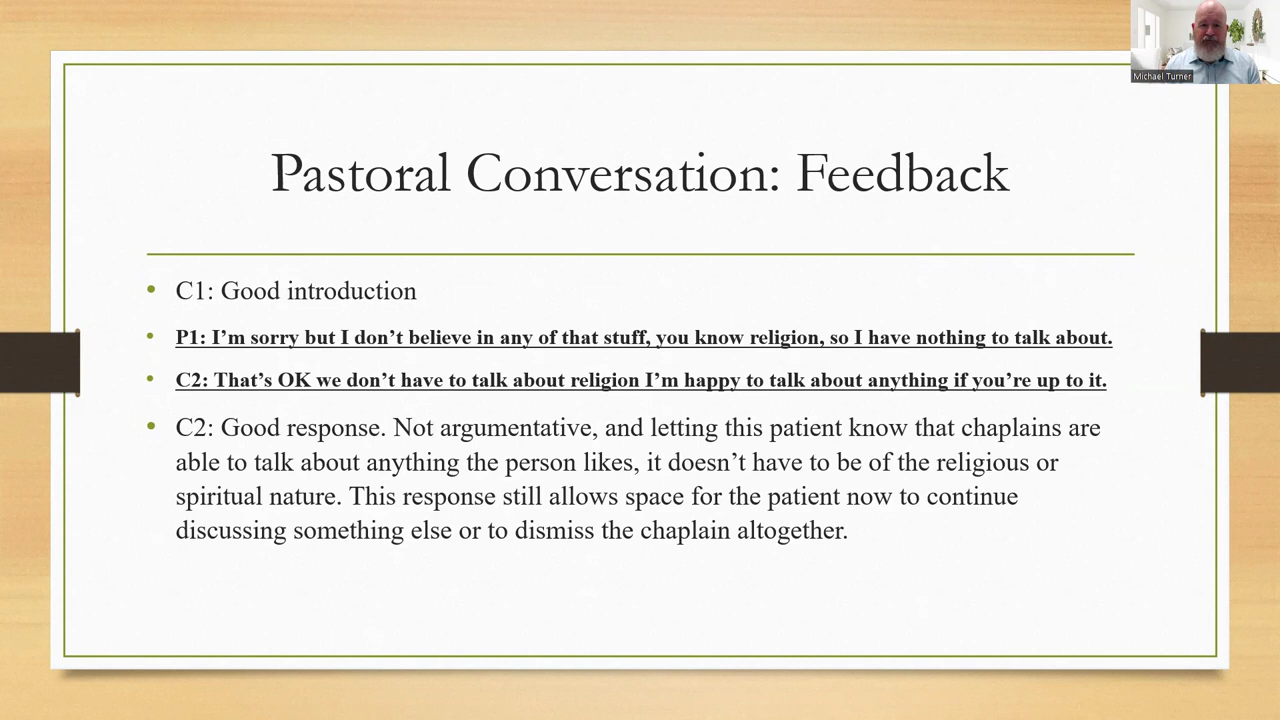 Michael Turner
Pastoral Conversation: Feedback
C1: Good introduction
P1: I’m sorry but I don’t believe in any of that stuff, you know religion, so I have nothing to talk about.
C2: That’s OK we don’t have to talk about religion I’m happy to talk about anything if you’re up to it.
C2: Good response. Not argumentative, and letting this patient know that chaplains are
able to talk about anything the person likes, it doesn’t have to be of the religious or
spiritual nature. This response still allows space for the patient now to continue
discussing something else or to dismiss the chaplain altogether.